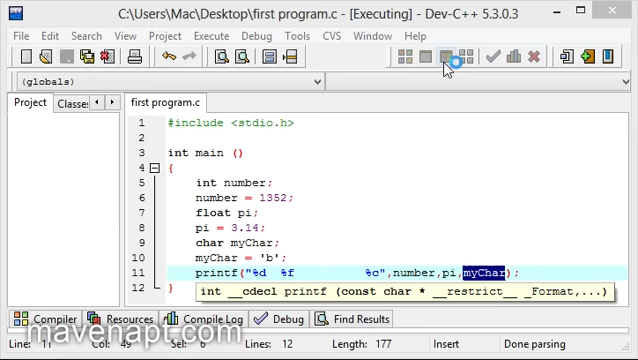 C:\Users\Mac\Desktop\first program.c - [Executing] - Dev-C++ 5.3.0.3
File Edit Search View Project Execute Debug Tools CVS Window Help
(globals)
Project Classes first program.c
1 #include <stdio.h>
2
3 int main ()
4 {
5 int number;
6 number = 1352;
7 float pi;
8 pi = 3.14;
9 char myChar;
10 myChar = 'b';
11 printf("%d %f %c",number,pi,myChar);
12 }
int __cdecl printf (const char * __restrict__ _Format,...)
Compiler Resources Compile Log Debug Find Results
mavenapt.com
Line: 11 Col: 49 Sel: 6 Lines: 12 Length: 177 Done parsing